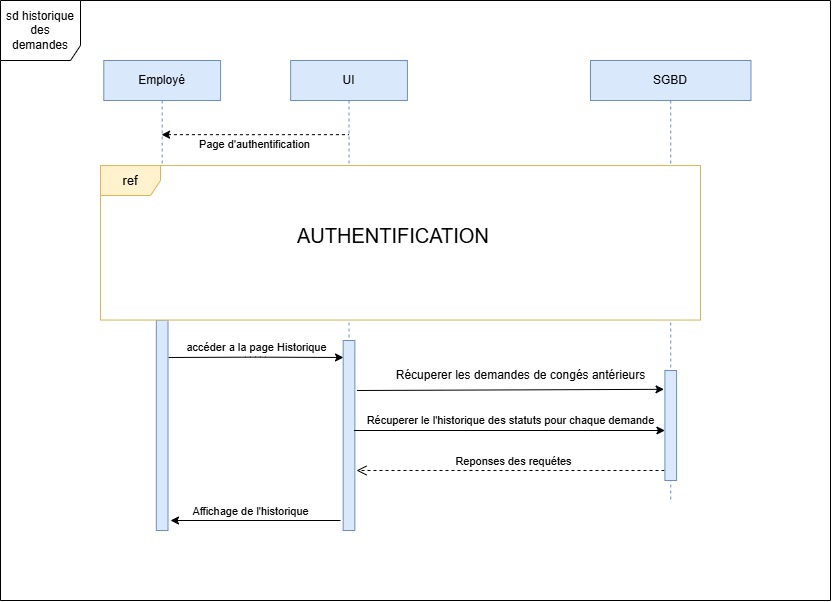 sd historique
des
demandes
Employé
UI
SGBD
Page d'authentification
ref
AUTHENTIFICATION
accéder a la page Historique
Récuperer les demandes de congés antérieurs
Récuperer le l'historique des statuts pour chaque demande
Reponses des requétes
Affichage de l'historique